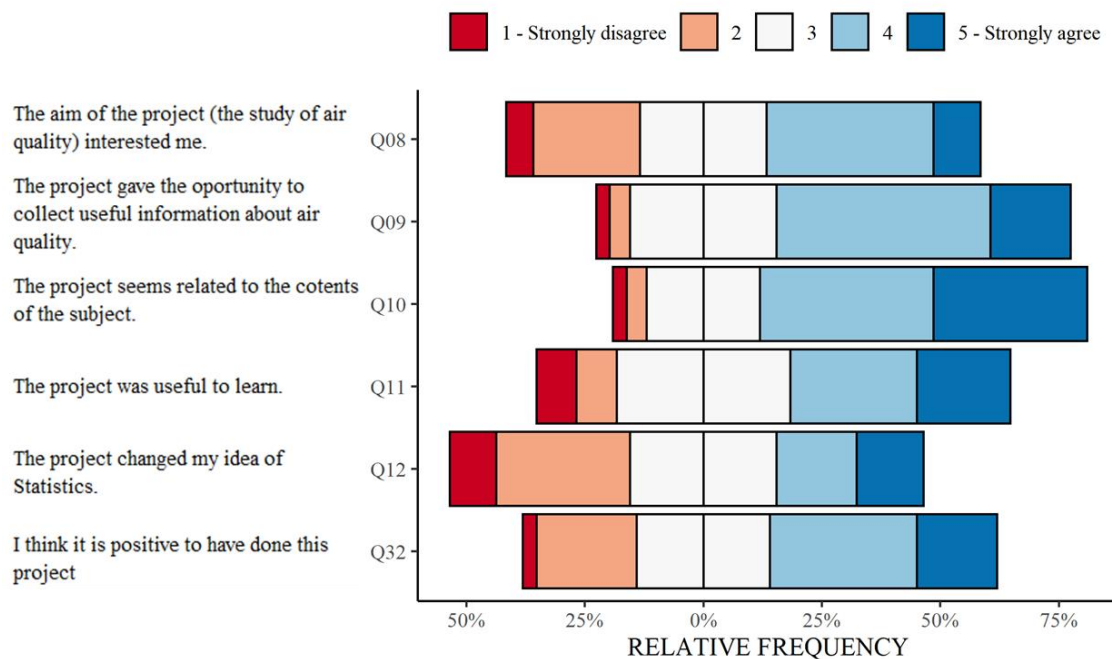 1 - Strongly disagree 2 3 4 5 - Strongly agree
The aim of the project (the study of air
quality) interested me.
Q08
The project gave the oportunity to
collect useful information about air
quality.
Q09
The project seems related to the cotents
of the subject.
Q10
The project was useful to learn.
Q11
The project changed my idea of
Statistics.
Q12
I think it is positive to have done this
project
Q32
50% 25% 0% 25% 50% 75%
RELATIVE FREQUENCY